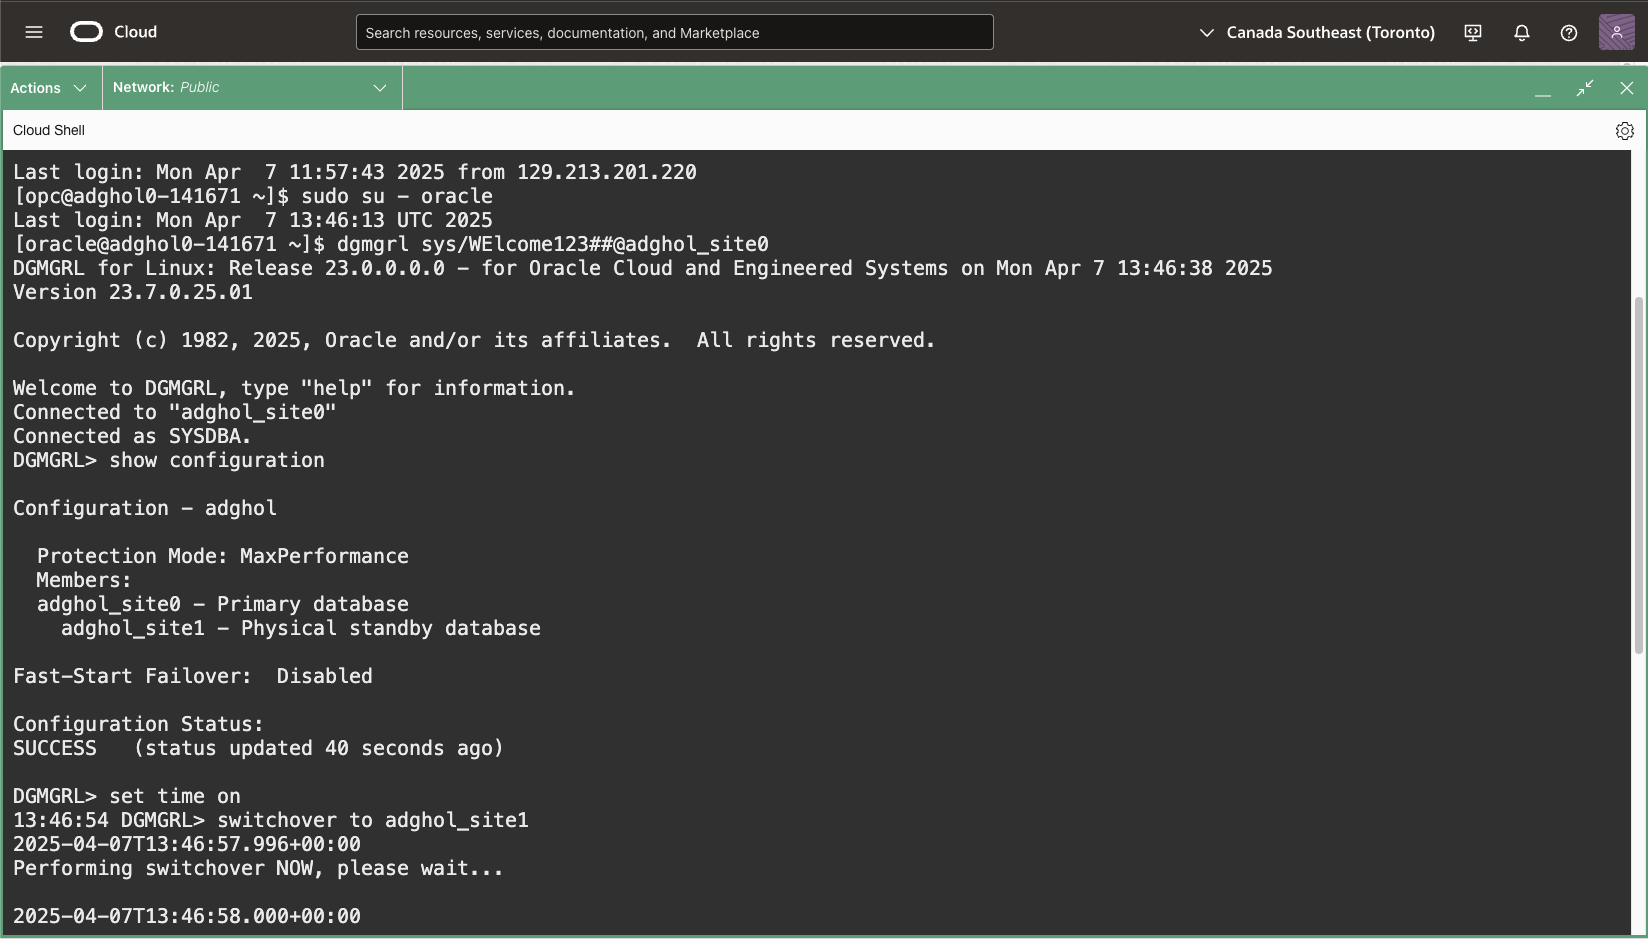 Cloud
Search resources, services, documentation, and Marketplace
Canada Southeast (Toronto)
Actions
Network: Public
Cloud Shell
Last login: Mon Apr  7 11:57:43 2025 from 129.213.201.220
[opc@adghol0-141671 ~]$ sudo su - oracle
Last login: Mon Apr  7 13:46:13 UTC 2025
[oracle@adghol0-141671 ~]$ dgmgrl sys/WElcome123##@adghol_site0
DGMGRL for Linux: Release 23.0.0.0.0 - for Oracle Cloud and Engineered Systems on Mon Apr 7 13:46:38 2025
Version 23.7.0.25.01
Copyright (c) 1982, 2025, Oracle and/or its affiliates.  All rights reserved.
Welcome to DGMGRL, type "help" for information.
Connected to "adghol_site0"
Connected as SYSDBA.
DGMGRL> show configuration
Configuration - adghol
  Protection Mode: MaxPerformance
  Members:
  adghol_site0 - Primary database
    adghol_site1 - Physical standby database
Fast-Start Failover:  Disabled
Configuration Status:
SUCCESS   (status updated 40 seconds ago)
DGMGRL> set time on
13:46:54 DGMGRL> switchover to adghol_site1
2025-04-07T13:46:57.996+00:00
Performing switchover NOW, please wait...
2025-04-07T13:46:58.000+00:00